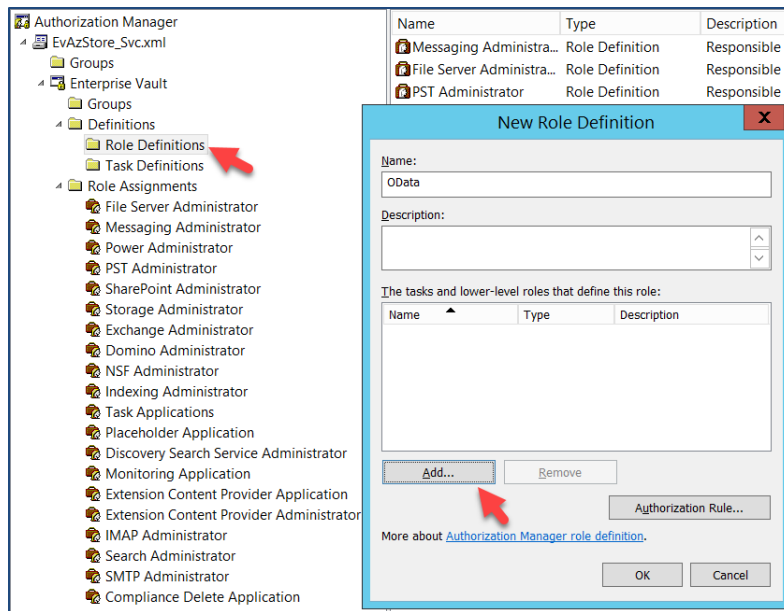 Authorization Manager
EvAzStore_Svc.xml
Groups
Enterprise Vault
Groups
Definitions
Role Definitions
Task Definitions
Role Assignments
File Server Administrator
Messaging Administrator
Power Administrator
PST Administrator
SharePoint Administrator
Storage Administrator
Exchange Administrator
Domino Administrator
NSF Administrator
Indexing Administrator
Task Applications
Placeholder Application
Discovery Search Service Administrator
Monitoring Application
Extension Content Provider Application
Extension Content Provider Administrator
IMAP Administrator
Search Administrator
SMTP Administrator
Compliance Delete Application
Name Type Description
Messaging Administra... Role Definition Responsible
File Server Administra... Role Definition Responsible
PST Administrator Role Definition Responsible
New Role Definition X
Name:
OData
Description:
The tasks and lower-level roles that define this role:
Name Type Description
Add... Remove
Authorization Rule...
More about Authorization Manager role definition.
OK Cancel